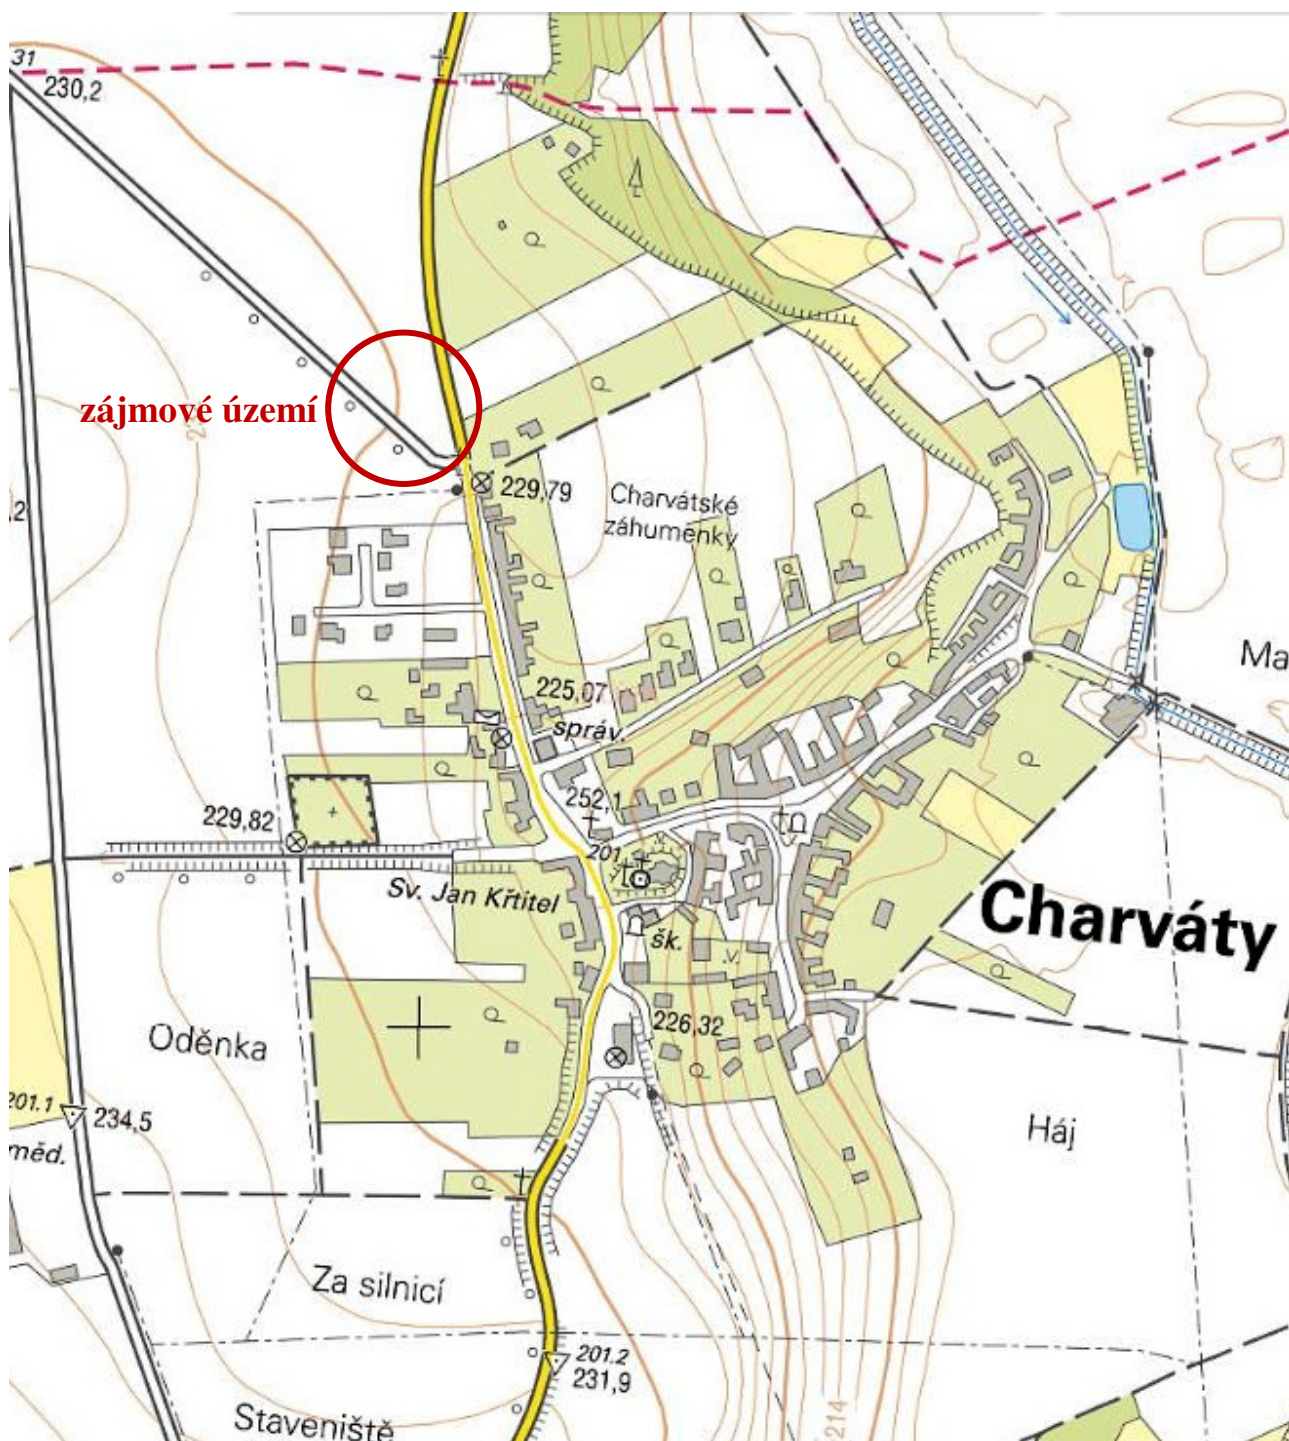 31
230,2
zájmové území
229,79
Charvátské
záhumenky
Ma
225,07
správ.
252,1
229,82
201
Sv. Jan Křtitel
šk.
Charváty
226,32
Oděnka
201.1
234,5
měd.
Háj
Za silnicí
201.2
231,9
Staveniště
214